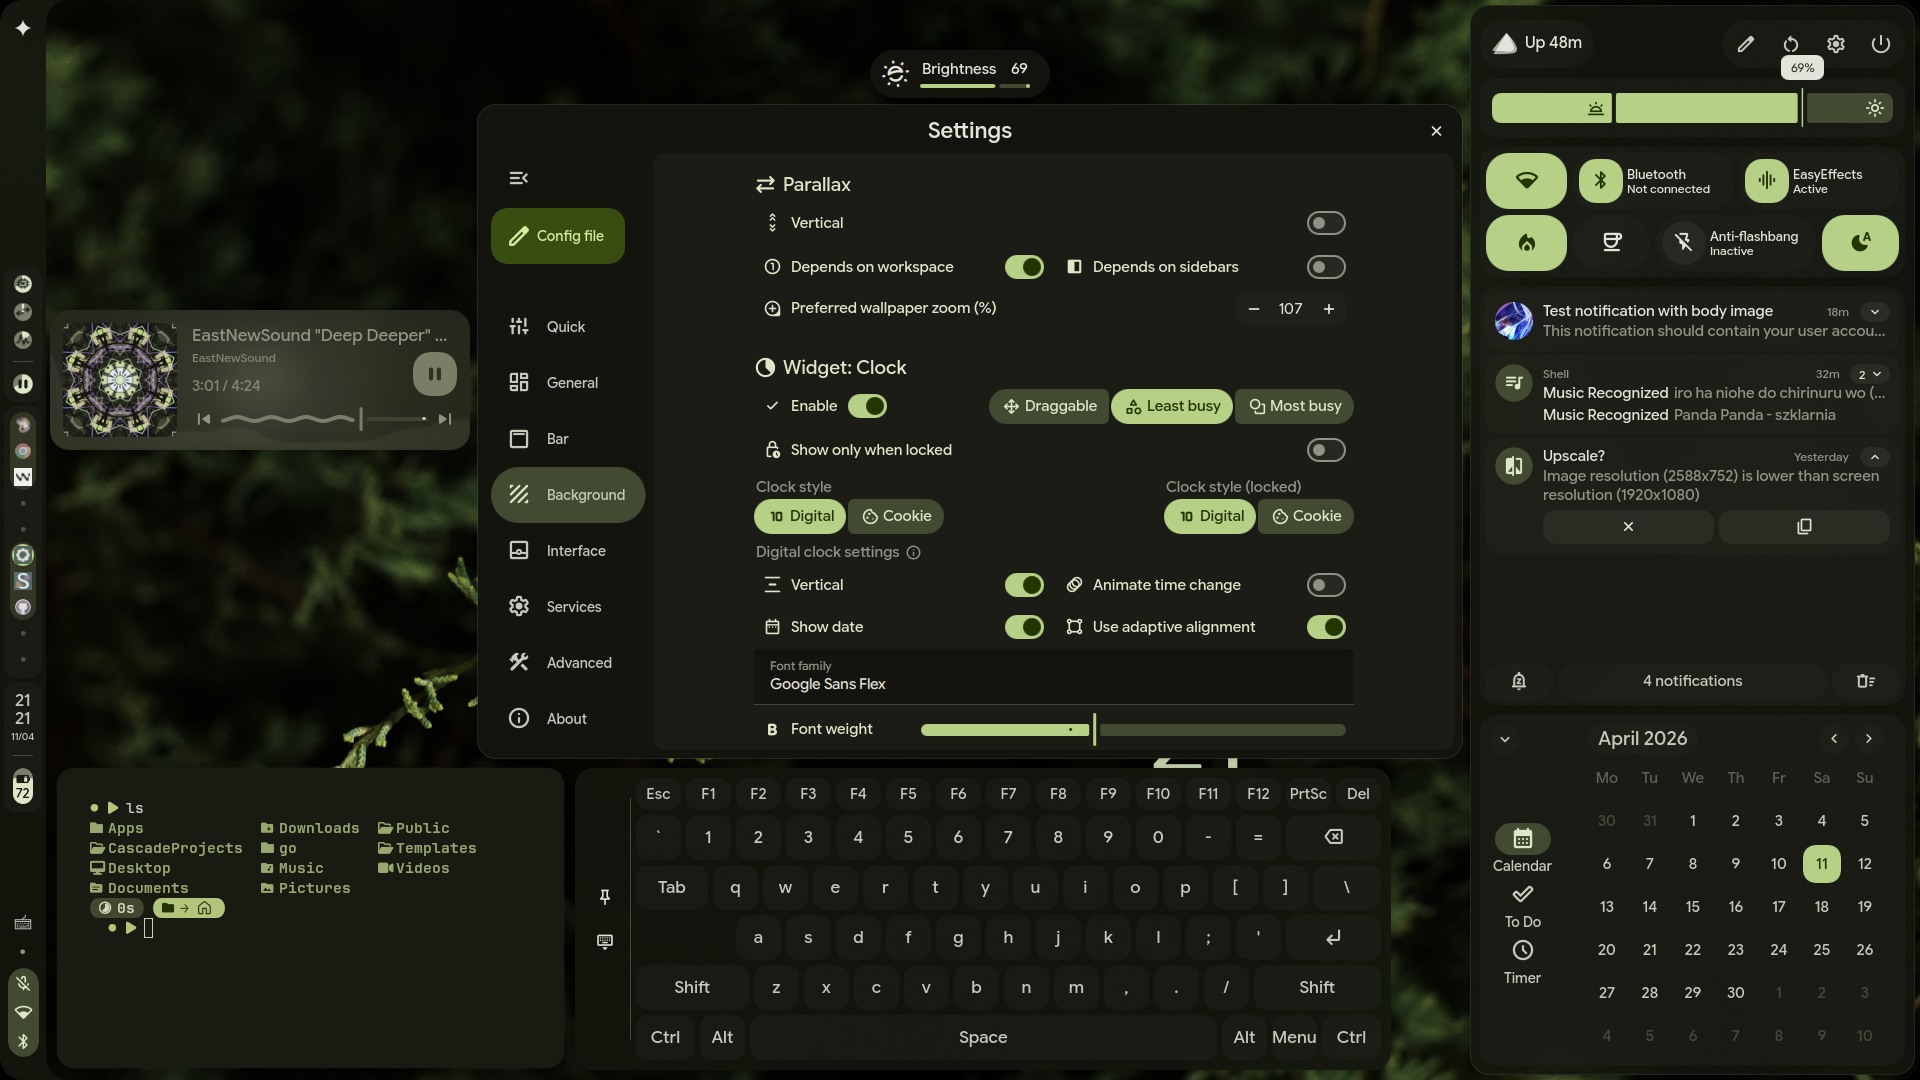 Up 48m
69%
Brightness 69
Settings
Config file
Quick
General
Bar
Background
Interface
Services
Advanced
About
Parallax
Vertical
Depends on workspace
Depends on sidebars
Preferred wallpaper zoom (%)
107
Widget: Clock
Enable
Draggable
Least busy
Most busy
Show only when locked
Clock style
Digital
Cookie
Clock style (locked)
Digital
Cookie
Digital clock settings
Vertical
Animate time change
Show date
Use adaptive alignment
Font family
Google Sans Flex
Font weight
EastNewSound "Deep Deeper" ...
EastNewSound
3:01 / 4:24
21
21
11/04
72
ls
Apps Downloads Public
CascadeProjects go Templates
Desktop Music Videos
Documents Pictures
0s
Esc F1 F2 F3 F4 F5 F6 F7 F8 F9 F10 F11 F12 PrtSc Del
` 1 2 3 4 5 6 7 8 9 0 - =
Tab q w e r t y u i o p [ ] \
a s d f g h j k l ; '
Shift z x c v b n m , . / Shift
Ctrl Alt Space Alt Menu Ctrl
Bluetooth
Not connected
EasyEffects
Active
Anti-flashbang
Inactive
Test notification with body image 18m
This notification should contain your user accou...
Shell 32m 2
Music Recognized iro ha niohe do chirinuru wo (...
Music Recognized Panda Panda - szklarnia
Upscale? Yesterday
Image resolution (2588x752) is lower than screen
resolution (1920x1080)
4 notifications
April 2026
Calendar
To Do
Timer
Mo Tu We Th Fr Sa Su
30 31 1 2 3 4 5
6 7 8 9 10 11 12
13 14 15 16 17 18 19
20 21 22 23 24 25 26
27 28 29 30 1 2 3
4 5 6 7 8 9 10